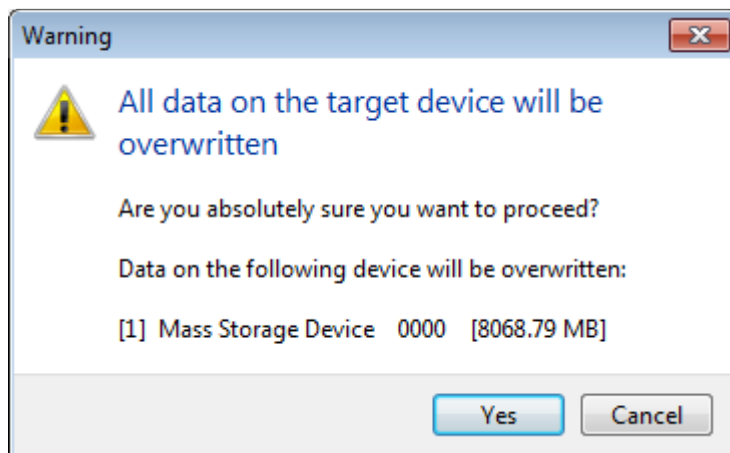 Warning
All data on the target device will be
overwritten
Are you absolutely sure you want to proceed?
Data on the following device will be overwritten:
[1] Mass Storage Device 0000 [8068.79 MB]
Yes Cancel